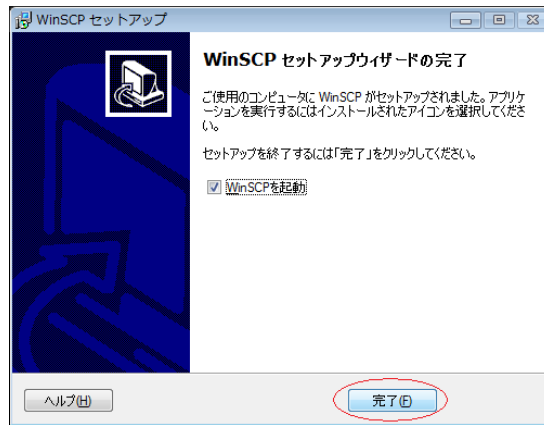 WinSCP セットアップ
WinSCP セットアップウィザードの完了
ご使用のコンピュータに WinSCP がセットアップされました。アプリケ
ーションを実行するにはインストールされたアイコンを選択してくださ
い。
セットアップを終了するには「完了」をクリックしてください。
WinSCPを起動
ヘルプ(H)
完了(F)